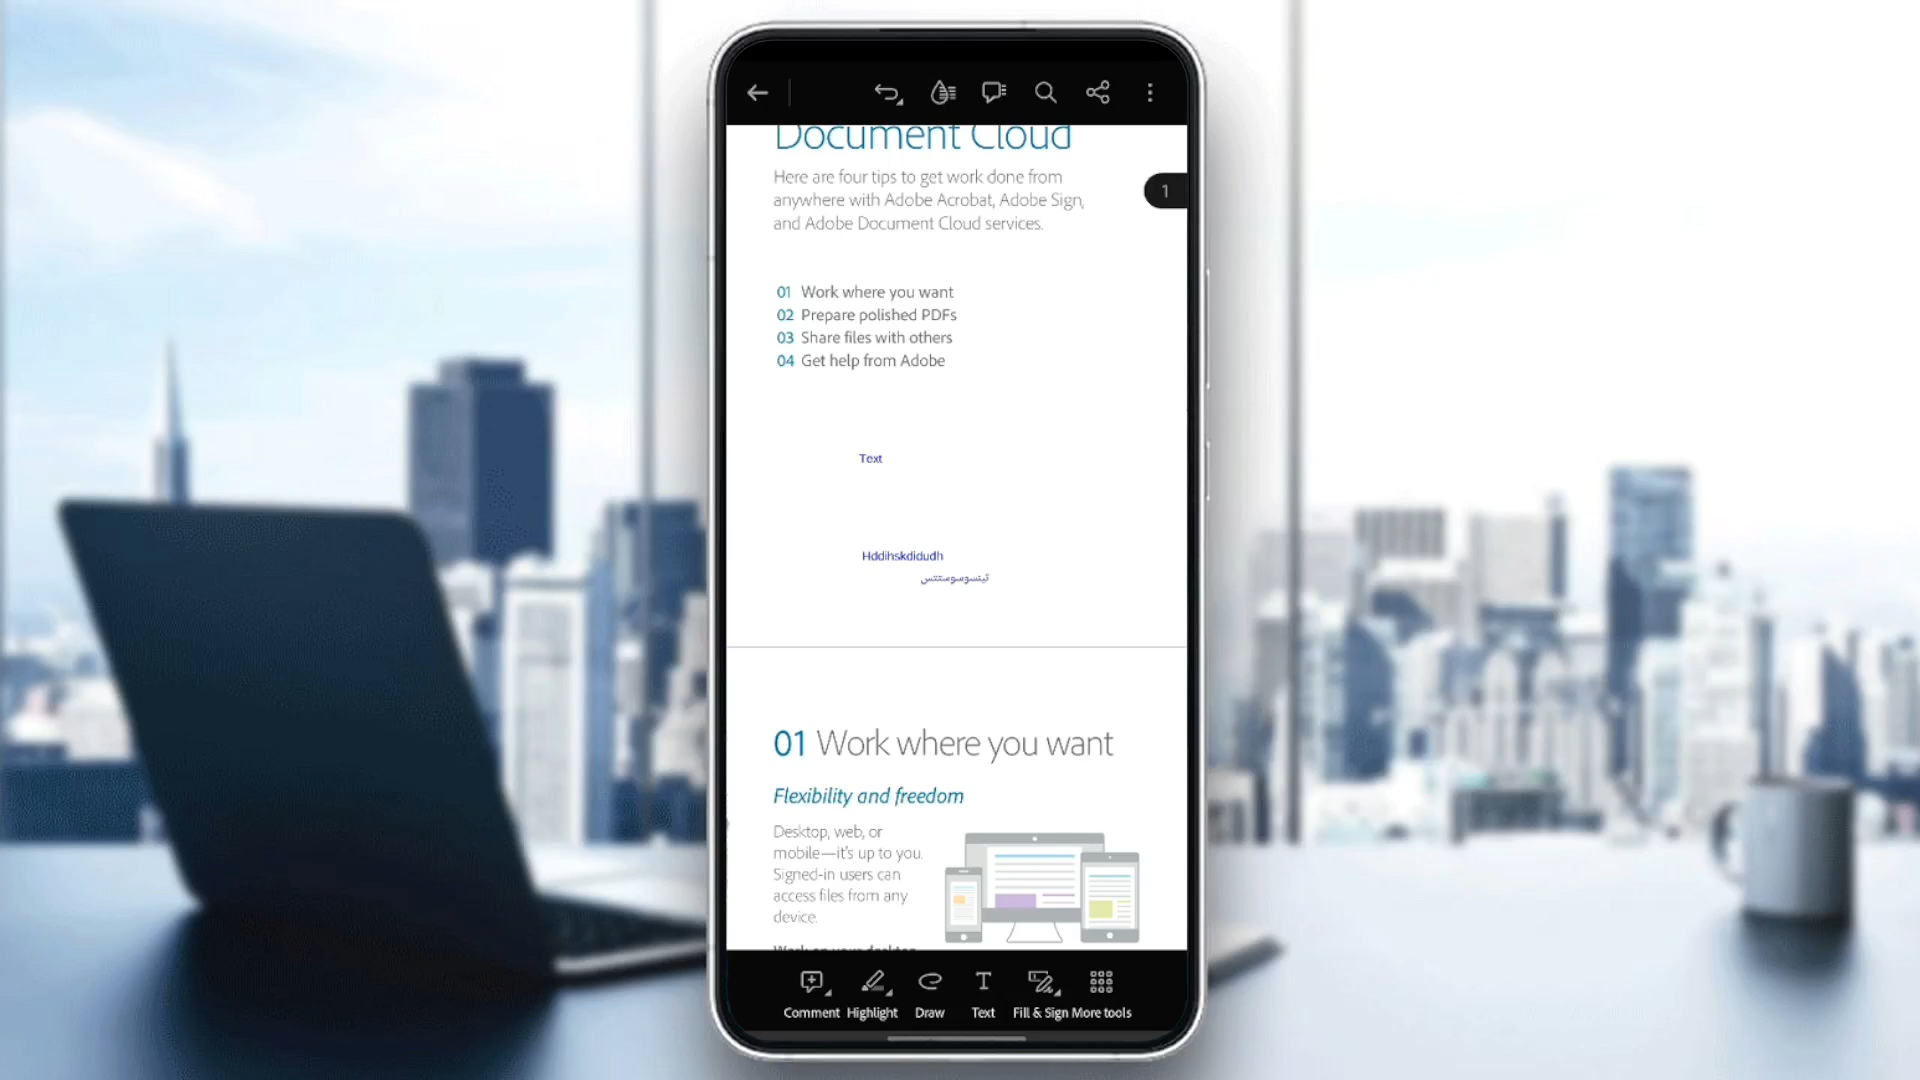 Document Cloud
1
Here are four tips to get work done from
anywhere with Adobe Acrobat, Adobe Sign,
and Adobe Document Cloud services.
01 Work where you want
02 Prepare polished PDFs
03 Share files with others
04 Get help from Adobe
Text
Hddihskdidudh
01 Work where you want
Flexibility and freedom
Desktop, web, or
mobile—it's up to you.
Signed-in users can
access files from any
device.
Work on your desktop
Comment Highlight Draw Text Fill & Sign More tools